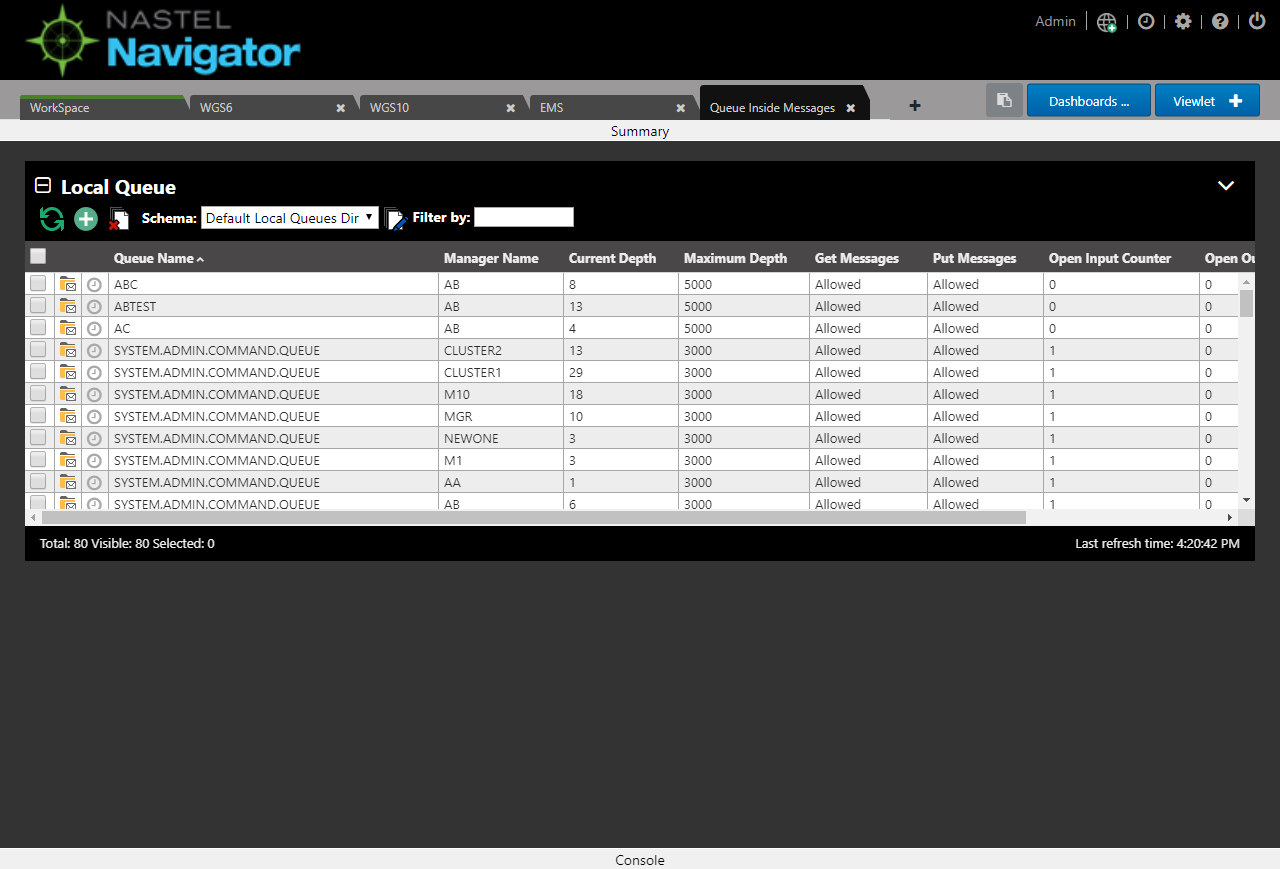 NASTEL
Navigator
Admin
WorkSpace
WGS6
WGS10
EMS
Queue Inside Messages
Dashboards ...
Viewlet
Summary
Local Queue
Schema: Default Local Queues Dir Filter by:
Queue Name Manager Name Current Depth Maximum Depth Get Messages Put Messages Open Input Counter Open Ou
ABC AB 8 5000 Allowed Allowed 0 0
ABTEST AB 13 5000 Allowed Allowed 0 0
AC AB 4 5000 Allowed Allowed 0 0
SYSTEM.ADMIN.COMMAND.QUEUE CLUSTER2 13 3000 Allowed Allowed 1 0
SYSTEM.ADMIN.COMMAND.QUEUE CLUSTER1 29 3000 Allowed Allowed 1 0
SYSTEM.ADMIN.COMMAND.QUEUE M10 18 3000 Allowed Allowed 1 0
SYSTEM.ADMIN.COMMAND.QUEUE MGR 10 3000 Allowed Allowed 1 0
SYSTEM.ADMIN.COMMAND.QUEUE NEWONE 3 3000 Allowed Allowed 1 0
SYSTEM.ADMIN.COMMAND.QUEUE M1 3 3000 Allowed Allowed 1 0
SYSTEM.ADMIN.COMMAND.QUEUE AA 1 3000 Allowed Allowed 1 0
SYSTEM.ADMIN.COMMAND.QUEUE AB 6 3000 Allowed Allowed 1 0
Total: 80 Visible: 80 Selected: 0
Last refresh time: 4:20:42 PM
Console